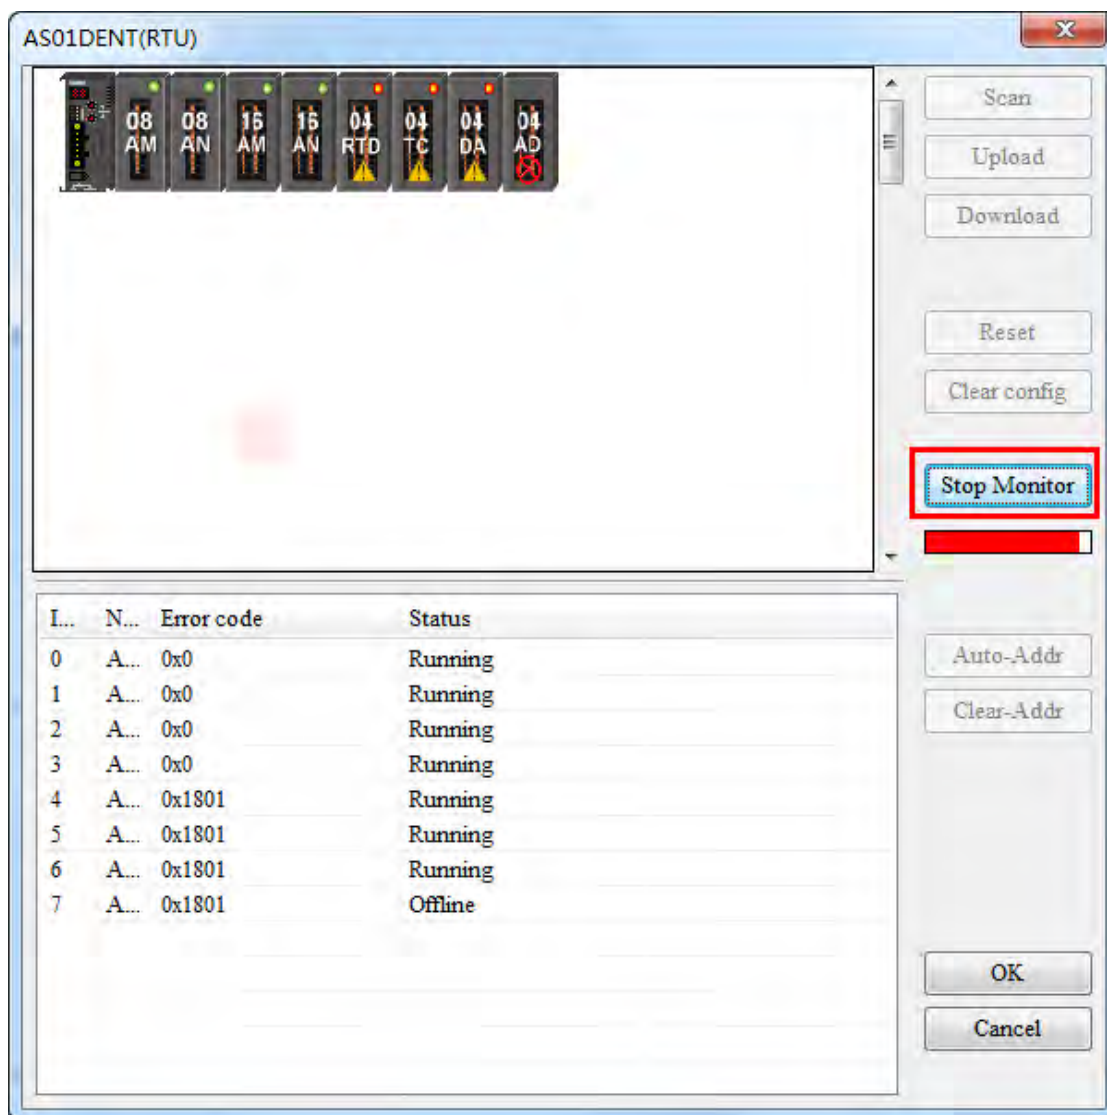 AS01DENT(RTU)
08 AM
08 AN
16 AM
16 AN
04 RTD
04 TC
04 DA
04 AD
Scan
Upload
Download
Reset
Clear config
Stop Monitor
I... N... Error code Status
0 A... 0x0 Running
1 A... 0x0 Running
2 A... 0x0 Running
3 A... 0x0 Running
4 A... 0x1801 Running
5 A... 0x1801 Running
6 A... 0x1801 Running
7 A... 0x1801 Offline
Auto-Addr
Clear-Addr
OK
Cancel